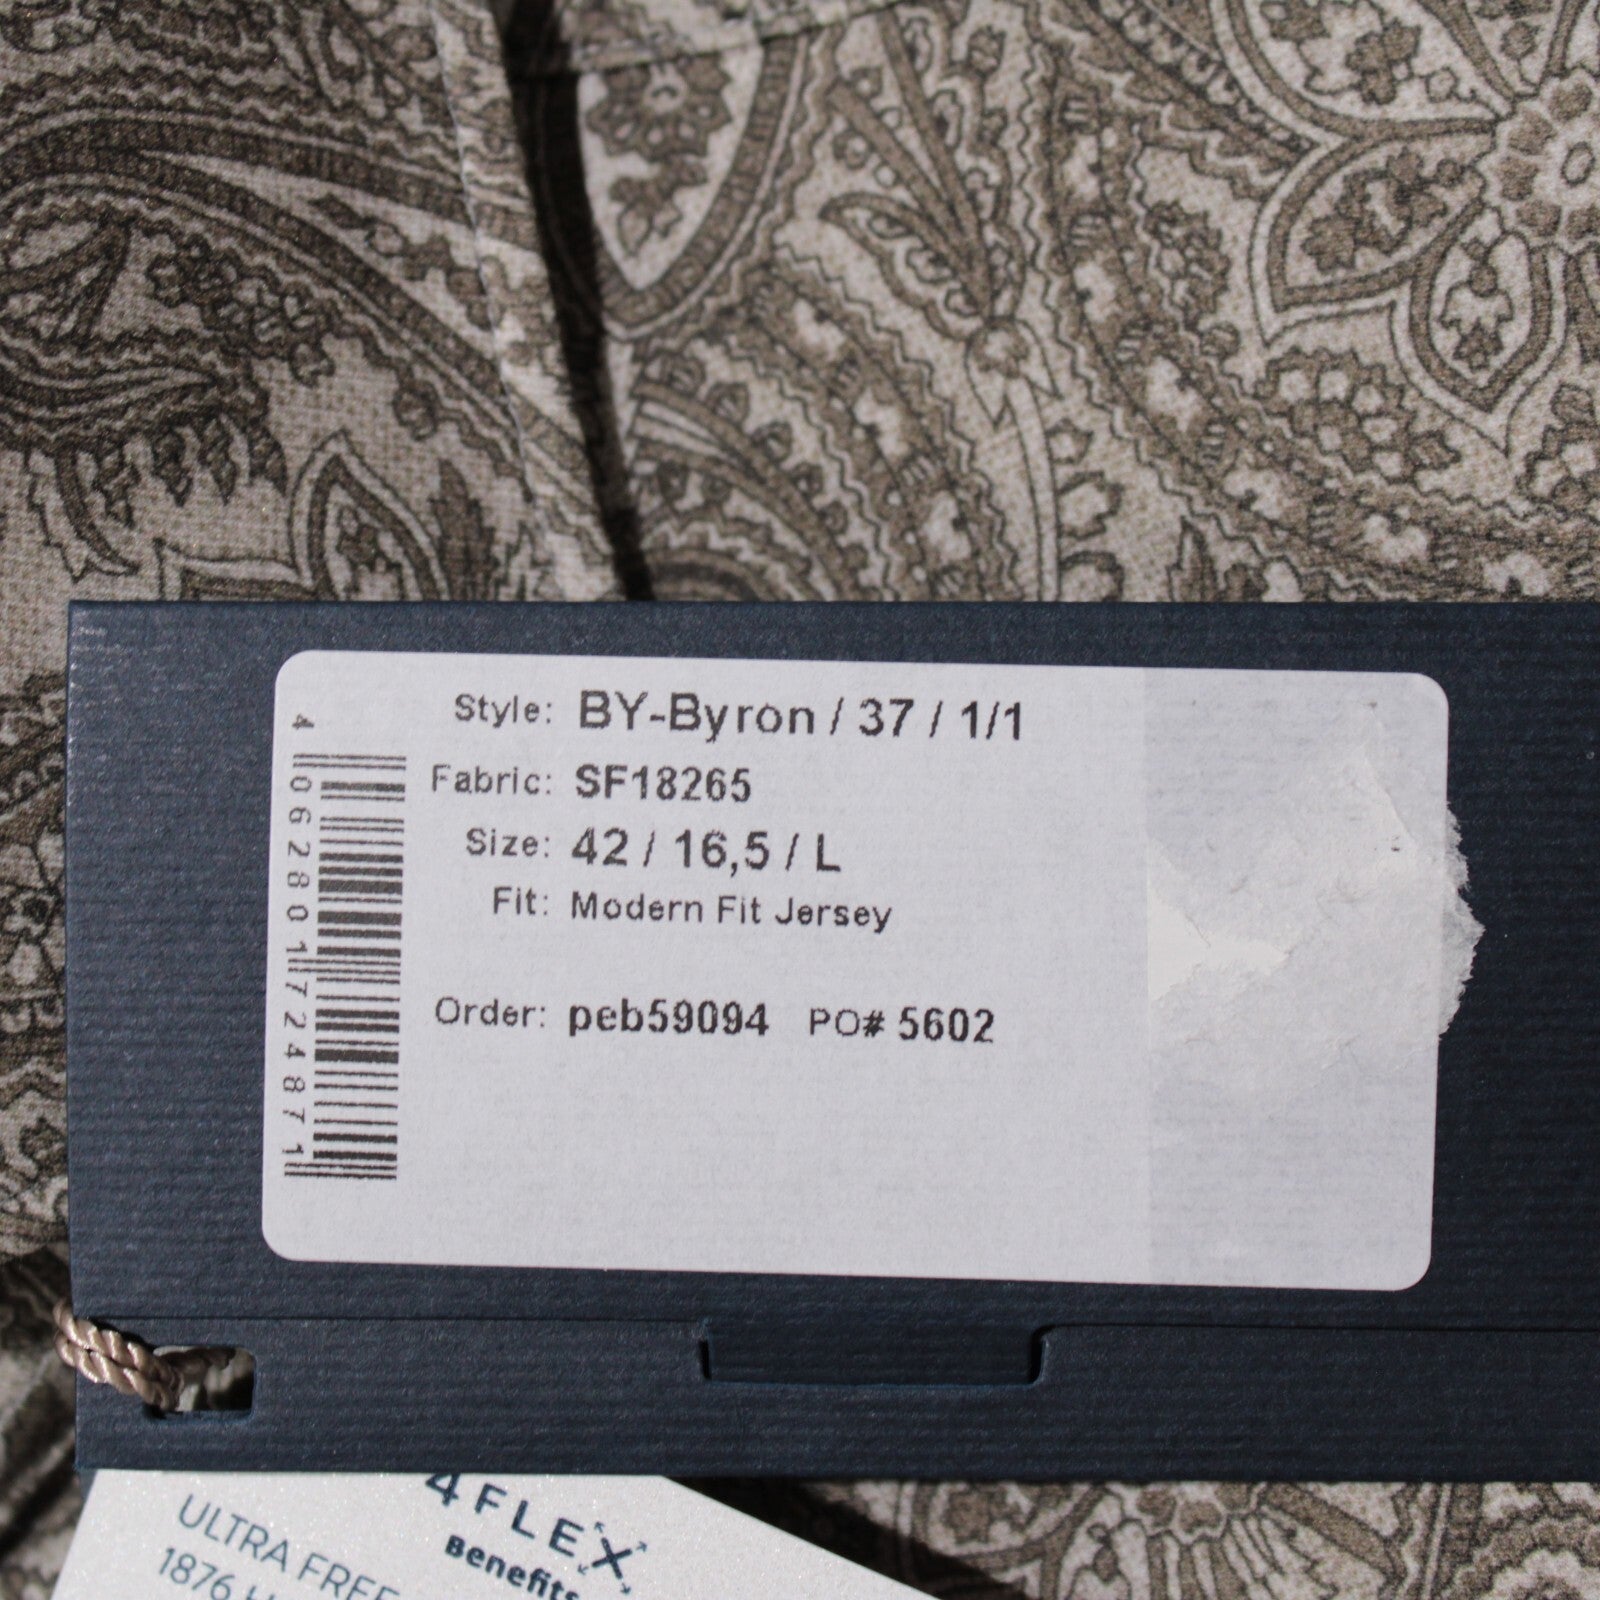 Style: BY-Byron / 37 / 1/1
Fabric: SF18265
Size: 42 / 16,5 / L
Fit: Modern Fit Jersey
Order: peb59094 PO# 5602
4 062801 724871
4FLEX
Benefits
ULTRA FREE
1876